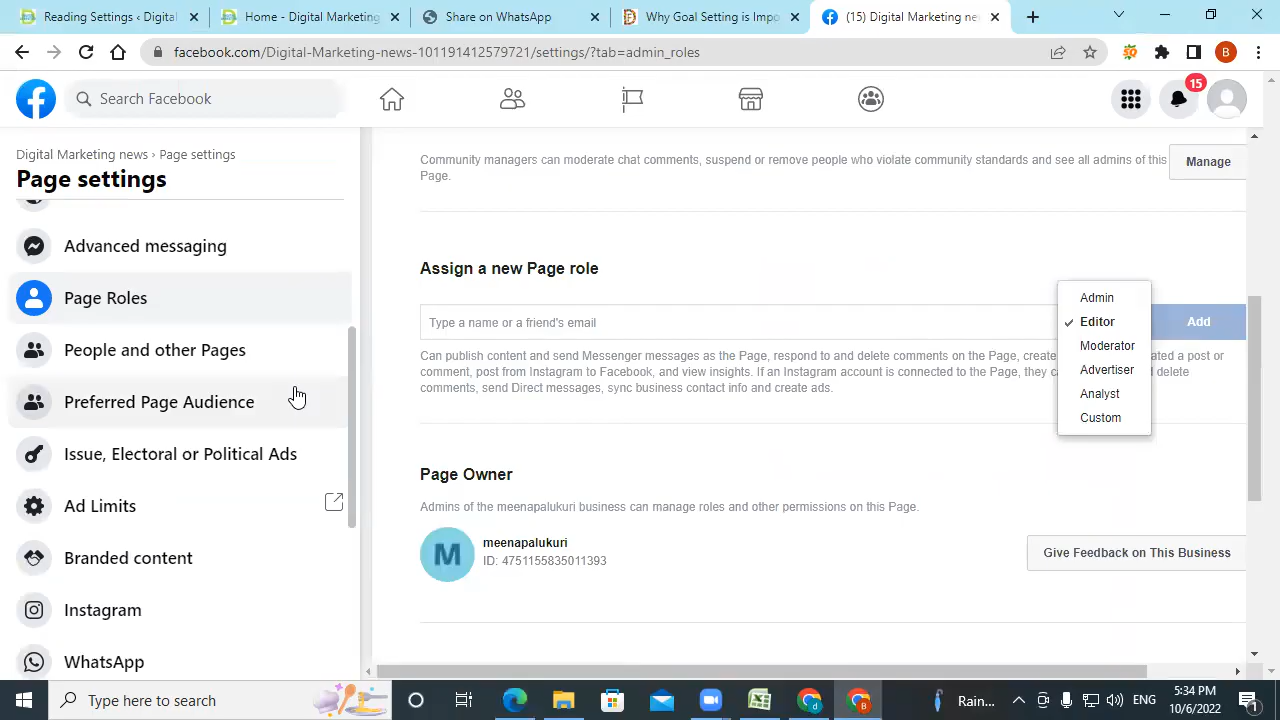 Reading Settings ‹ Digital
Home - Digital Marketing
Share on WhatsApp
Why Goal Setting is Impo
(15) Digital Marketing ne
facebook.com/Digital-Marketing-news-101191412579721/settings/?tab=admin_roles
B
Search Facebook
15
Digital Marketing news › Page settings
Page settings
Advanced messaging
Page Roles
People and other Pages
Preferred Page Audience
Issue, Electoral or Political Ads
Ad Limits
Branded content
Instagram
WhatsApp
Community managers can moderate chat comments, suspend or remove people who violate community standards and see all admins of this
Page.
Manage
Assign a new Page role
Type a name or a friend's email
Add
Admin
Editor
Moderator
Advertiser
Analyst
Custom
Can publish content and send Messenger messages as the Page, respond to and delete comments on the Page, create ated a post or
comment, post from Instagram to Facebook, and view insights. If an Instagram account is connected to the Page, they c delete
comments, send Direct messages, sync business contact info and create ads.
Page Owner
Admins of the meenapalukuri business can manage roles and other permissions on this Page.
M
meenapalukuri
ID: 4751155835011393
Give Feedback on This Business
Type here to search
Rain...
ENG
5:34 PM
10/6/2022